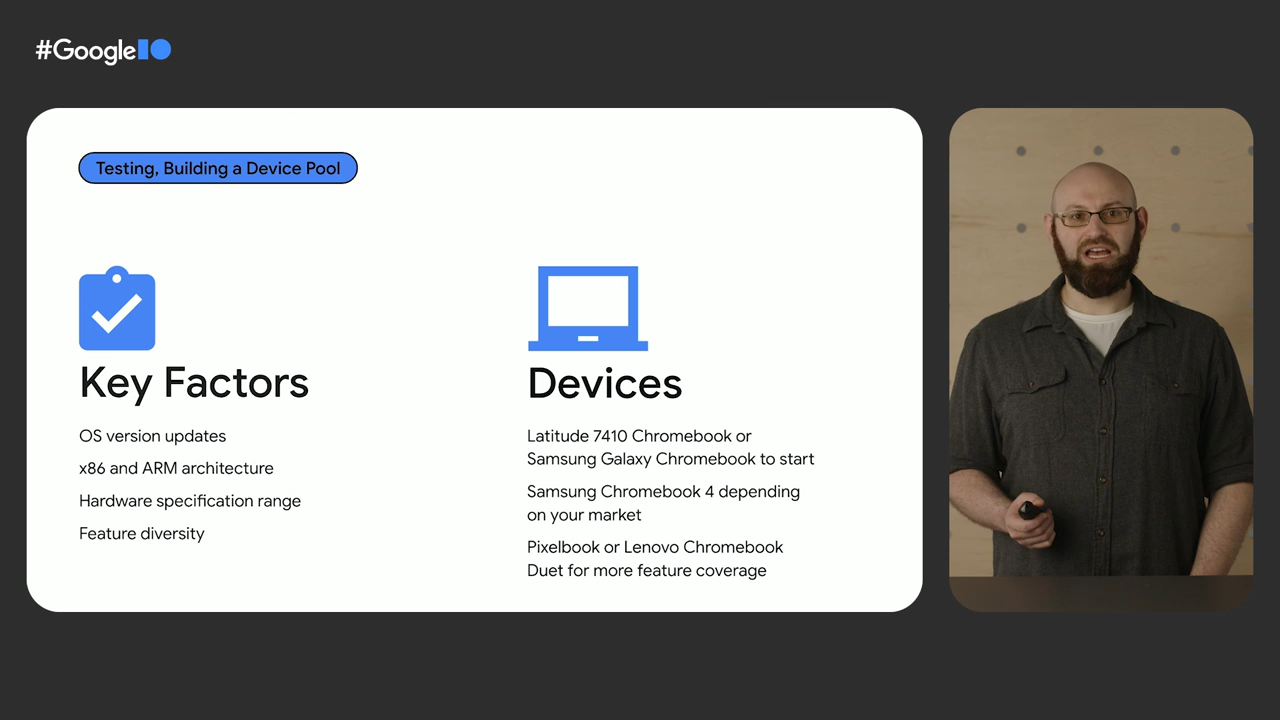 #GoogleIO
Testing, Building a Device Pool
Key Factors
OS version updates
x86 and ARM architecture
Hardware specification range
Feature diversity
Devices
Latitude 7410 Chromebook or
Samsung Galaxy Chromebook to start
Samsung Chromebook 4 depending
on your market
Pixelbook or Lenovo Chromebook
Duet for more feature coverage